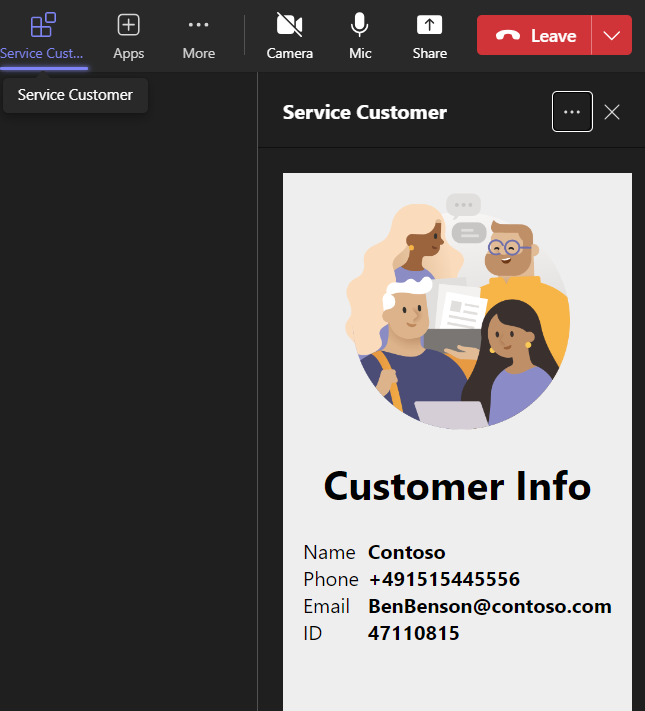 Service Cust...
Apps
More
Camera
Mic
Share
Leave
Service Customer
Service Customer
Customer Info
Name Contoso
Phone +491515445556
Email BenBenson@contoso.com
ID 47110815